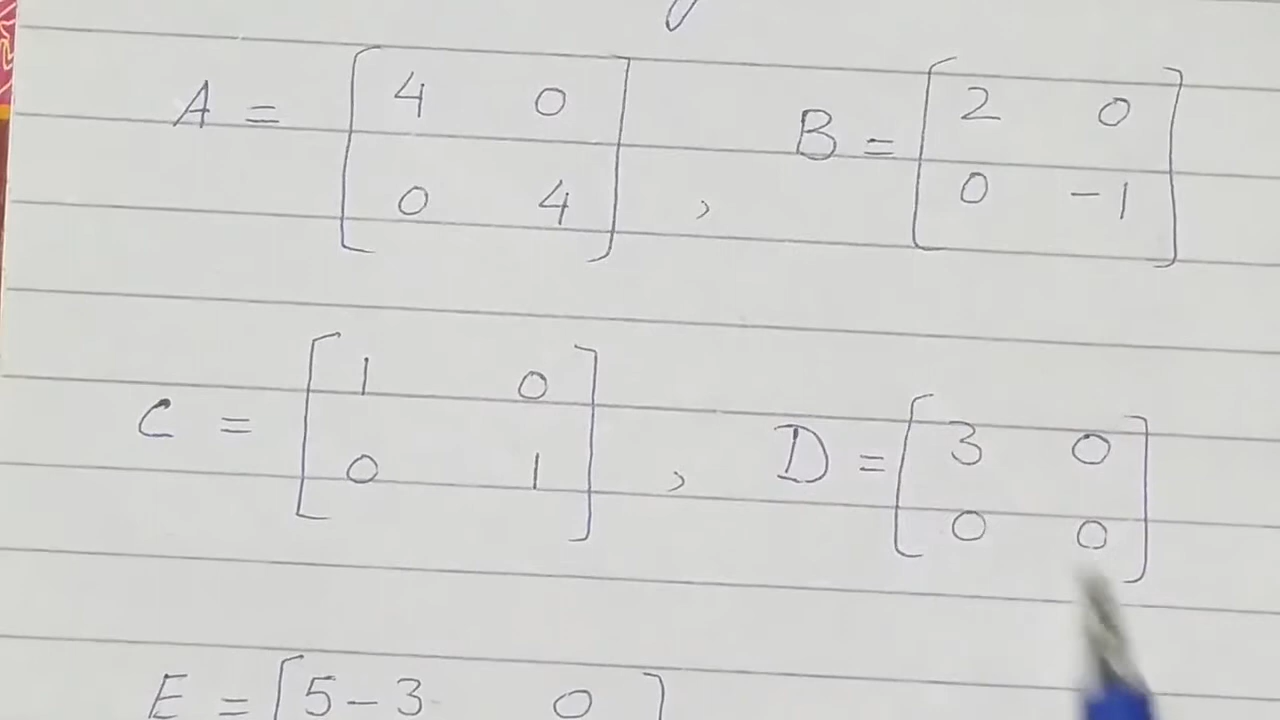 A = [ 4 0
0 4 ] , B = [ 2 0
0 -1 ]
C = [ 1 0
0 1 ] , D = [ 3 0
0 0 ]
E = [ 5-3 0 ]